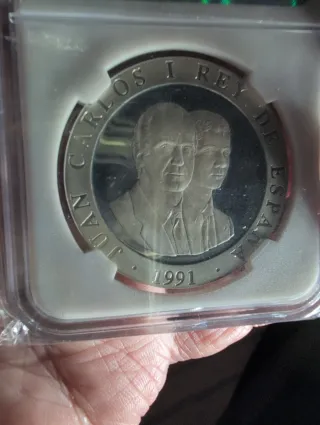 · JUAN CARLOS I REY DE ESPAÑA ·
1991